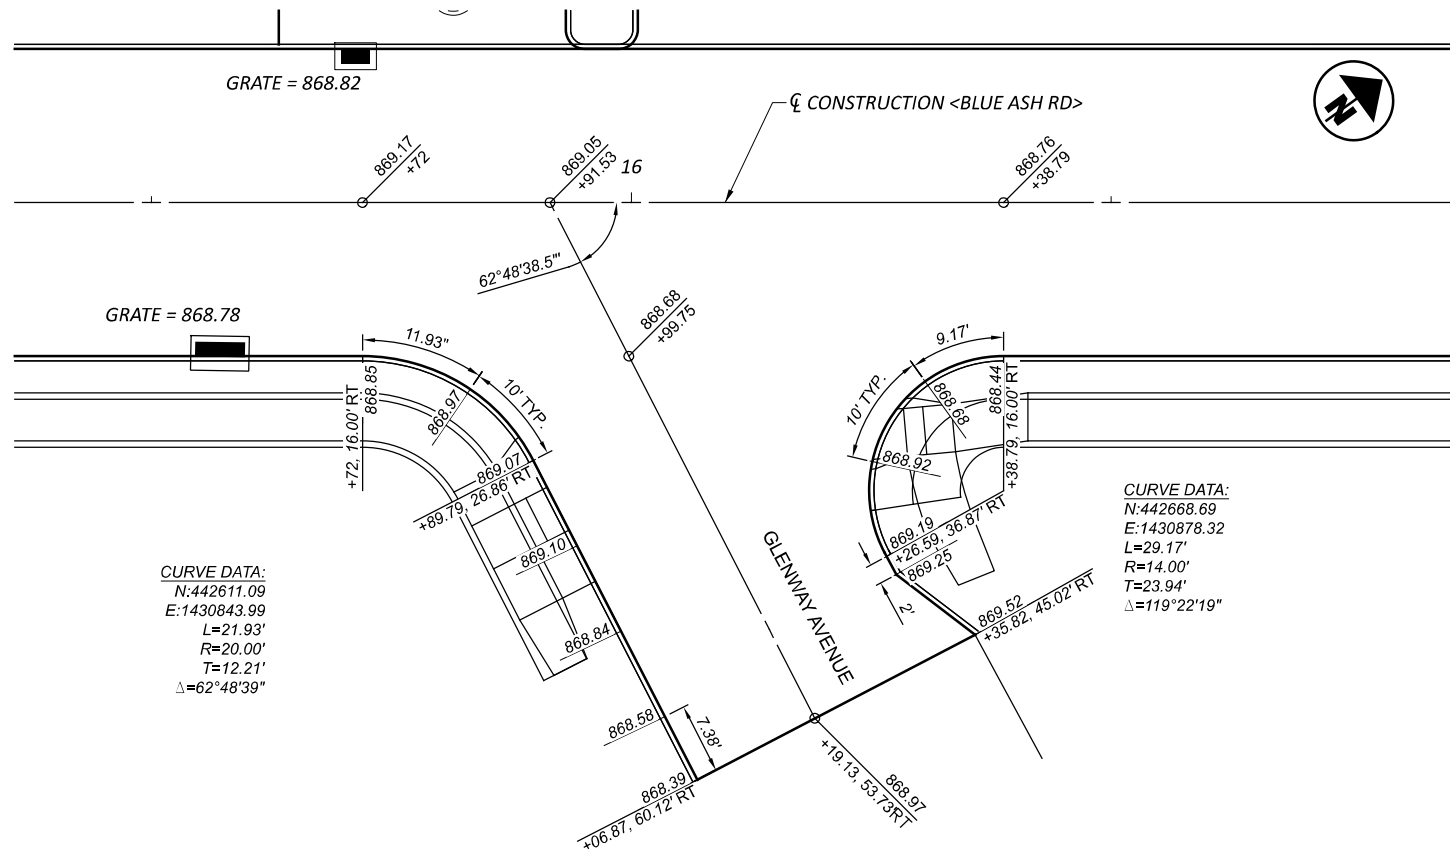 GRATE = 868.82
℄ CONSTRUCTION <BLUE ASH RD>
N
869.17
+72
869.05
+91.53
16
868.76
+38.79
62°48'38.5"'
GRATE = 868.78
868.68
+99.75
11.93"
10' TYP.
9.17'
10' TYP.
868.85
+72, 16.00' RT
868.97
869.07
+89.79, 26.86' RT
869.10
868.84
868.58
7.38'
868.39
+06.87, 60.12' RT
868.44
+38.79, 16.00' RT
868.68
868.92
869.19
+26.59, 36.87' RT
869.25
2'
869.52
+35.82, 45.02' RT
GLENWAY AVENUE
868.97
+19.13, 53.73'RT
CURVE DATA:
N:442611.09
E:1430843.99
L=21.93'
R=20.00'
T=12.21'
△=62°48'39"
CURVE DATA:
N:442668.69
E:1430878.32
L=29.17'
R=14.00'
T=23.94'
△=119°22'19"